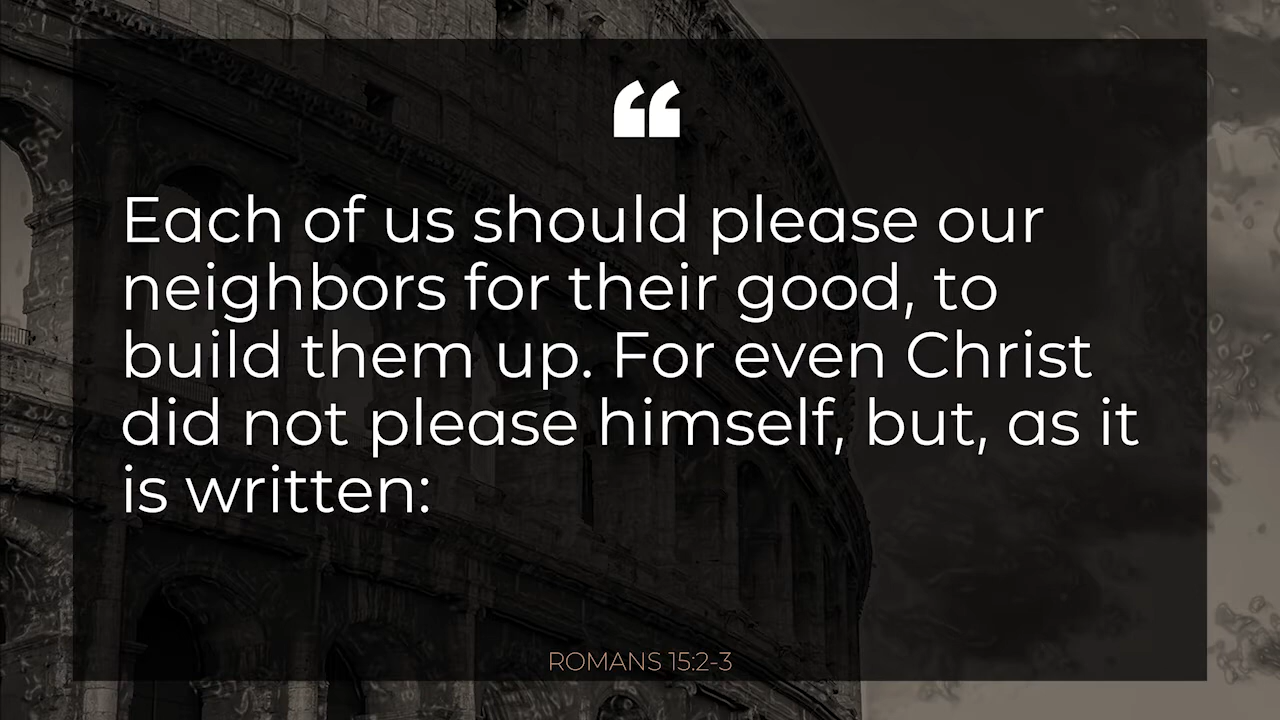 “
Each of us should please our
neighbors for their good, to
build them up. For even Christ
did not please himself, but, as it
is written:
ROMANS 15:2-3